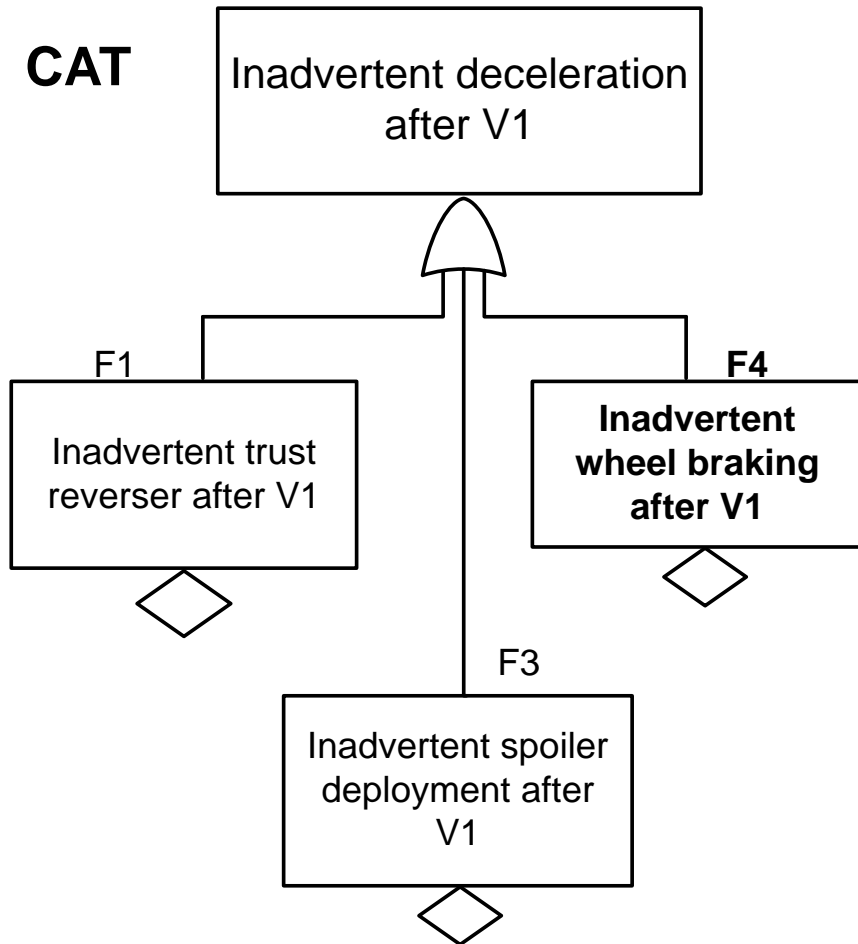 CAT
Inadvertent deceleration
after V1
F1
Inadvertent trust
reverser after V1
F4
Inadvertent
wheel braking
after V1
F3
Inadvertent spoiler
deployment after
V1